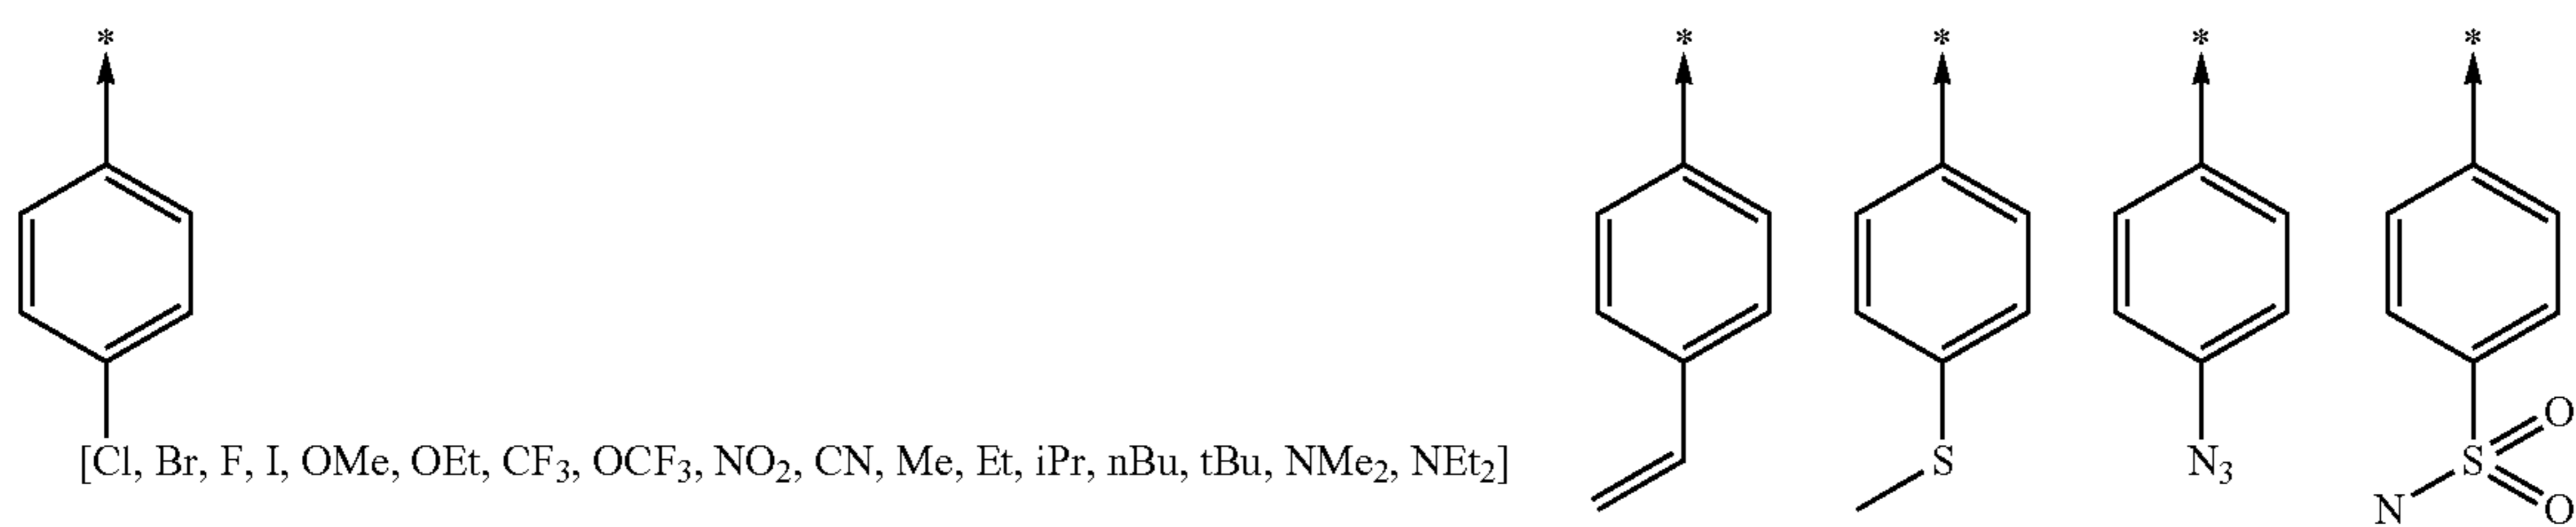 * * * * *
[Cl, Br, F, I, OMe, OEt, CF₃, OCF₃, NO₂, CN, Me, Et, iPr, nBu, tBu, NMe₂, NEt₂] S N₃ S O O N